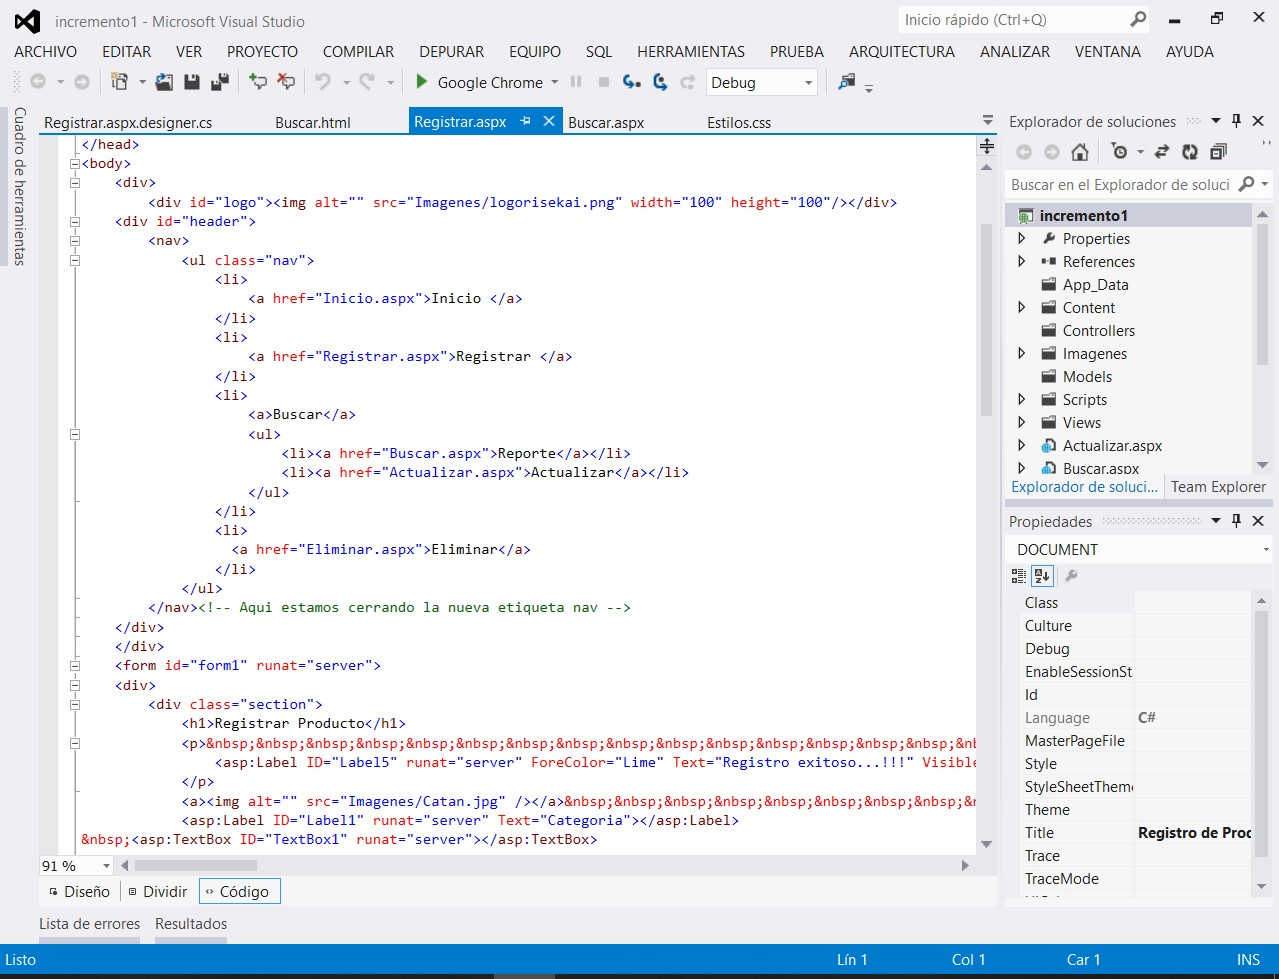 incremento1 - Microsoft Visual Studio
Inicio rápido (Ctrl+Q)
ARCHIVO EDITAR VER PROYECTO COMPILAR DEPURAR EQUIPO SQL HERRAMIENTAS PRUEBA ARQUITECTURA ANALIZAR VENTANA AYUDA
Google Chrome Debug
Cuadro de herramientas
Registrar.aspx.designer.cs Buscar.html Registrar.aspx Buscar.aspx Estilos.css
</head>
<body>
<div>
<div id="logo"><img alt="" src="Imagenes/logorisekai.png" width="100" height="100"/></div>
<div id="header">
<nav>
<ul class="nav">
<li>
<a href="Inicio.aspx">Inicio </a>
</li>
<li>
<a href="Registrar.aspx">Registrar </a>
</li>
<li>
<a>Buscar</a>
<ul>
<li><a href="Buscar.aspx">Reporte</a></li>
<li><a href="Actualizar.aspx">Actualizar</a></li>
</ul>
</li>
<li>
<a href="Eliminar.aspx">Eliminar</a>
</li>
</ul>
</nav><!-- Aqui estamos cerrando la nueva etiqueta nav -->
</div>
</div>
<form id="form1" runat="server">
<div>
<div class="section">
<h1>Registrar Producto</h1>
<p>&nbsp;&nbsp;&nbsp;&nbsp;&nbsp;&nbsp;&nbsp;&nbsp;&nbsp;&nbsp;&nbsp;&nbsp;&nbsp;&nbsp;&nbsp;&nb
<asp:Label ID="Label5" runat="server" ForeColor="Lime" Text="Registro exitoso...!!!" Visible
</p>
<a><img alt="" src="Imagenes/Catan.jpg" /></a>&nbsp;&nbsp;&nbsp;&nbsp;&nbsp;&nbsp;&nbsp;&nbsp;&n
<asp:Label ID="Label1" runat="server" Text="Categoria"></asp:Label>
&nbsp;<asp:TextBox ID="TextBox1" runat="server"></asp:TextBox>
91 %
Diseño Dividir Código
Lista de errores Resultados
Explorador de soluciones
Buscar en el Explorador de soluci
incremento1
Properties
References
App_Data
Content
Controllers
Imagenes
Models
Scripts
Views
Actualizar.aspx
Buscar.aspx
Explorador de soluci... Team Explorer
Propiedades
DOCUMENT
Class
Culture
Debug
EnableSessionSt
Id
Language C#
MasterPageFile
Style
StyleSheetThem
Theme
Title Registro de Proc
Trace
TraceMode
Listo Lín 1 Col 1 Car 1 INS